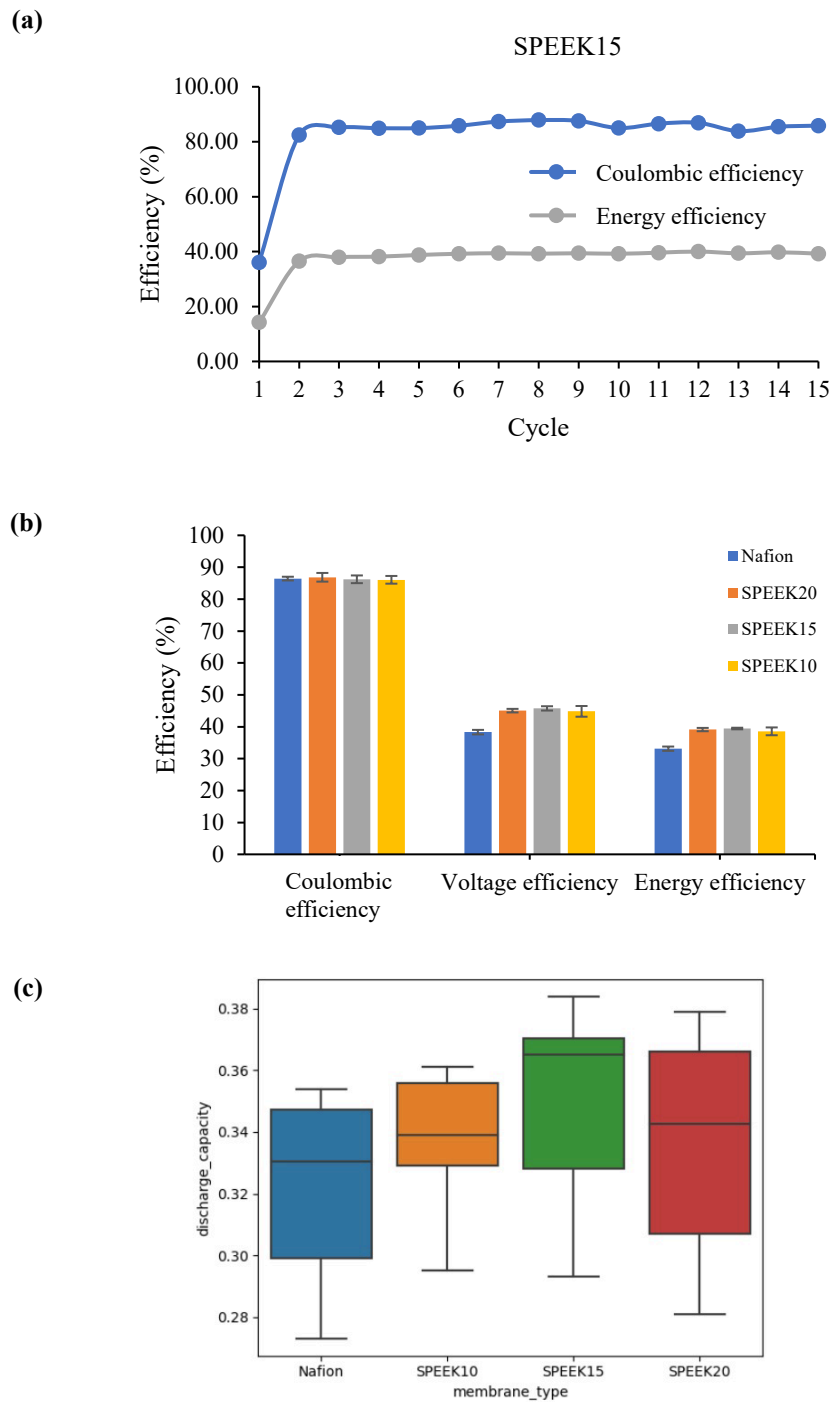 (a)
SPEEK15
100.00
80.00
60.00
40.00
20.00
0.00
Efficiency (%)
Coulombic efficiency
Energy efficiency
1 2 3 4 5 6 7 8 9 10 11 12 13 14 15
Cycle
(b)
100
90
80
70
60
50
40
30
20
10
0
Efficiency (%)
Nafion
SPEEK20
SPEEK15
SPEEK10
Coulombic
efficiency
Voltage efficiency
Energy efficiency
(c)
0.38
0.36
0.34
0.32
0.30
0.28
discharge_capacity
Nafion SPEEK10 SPEEK15 SPEEK20
membrane_type